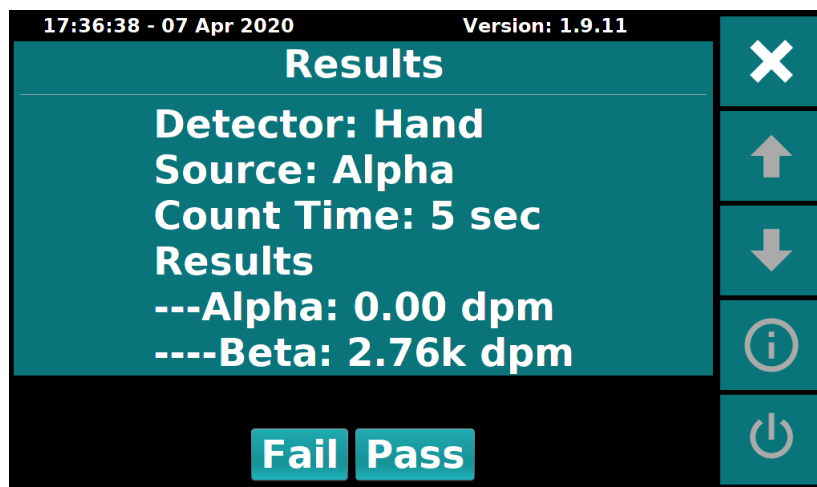 17:36:38 - 07 Apr 2020 Version: 1.9.11
Results
Detector: Hand
Source: Alpha
Count Time: 5 sec
Results
---Alpha: 0.00 dpm
----Beta: 2.76k dpm
Fail Pass